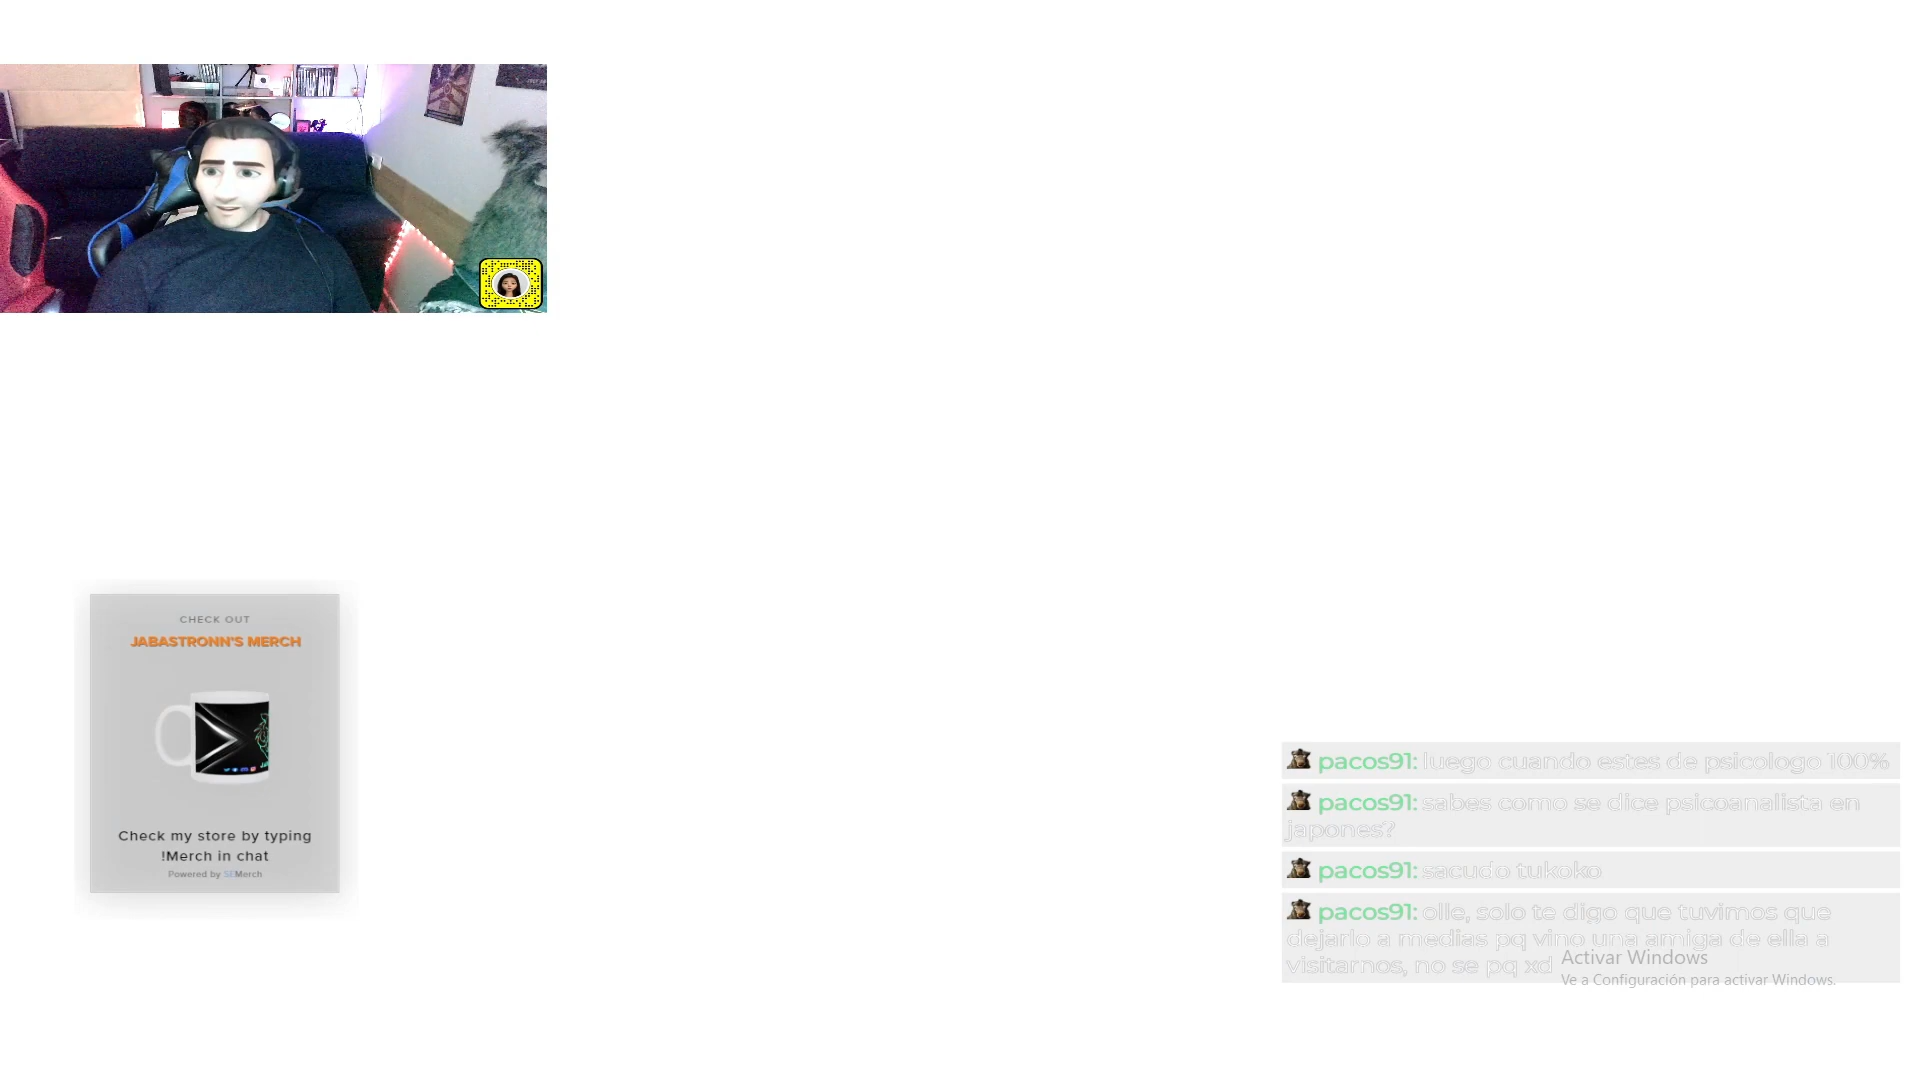 CHECK OUT
JABASTRONN'S MERCH
Check my store by typing
!Merch in chat
Powered by SEMerch
pacos91: luego cuando estes de psicologo 100%
pacos91: sabes como se dice psicoanalista en
japones?
pacos91: sacudo tukoko
pacos91: olle, solo te digo que tuvimos que
dejarlo a medias pq vino una amiga de ella a
visitarnos, no se pq xd
Activar Windows
Ve a Configuración para activar Windows.